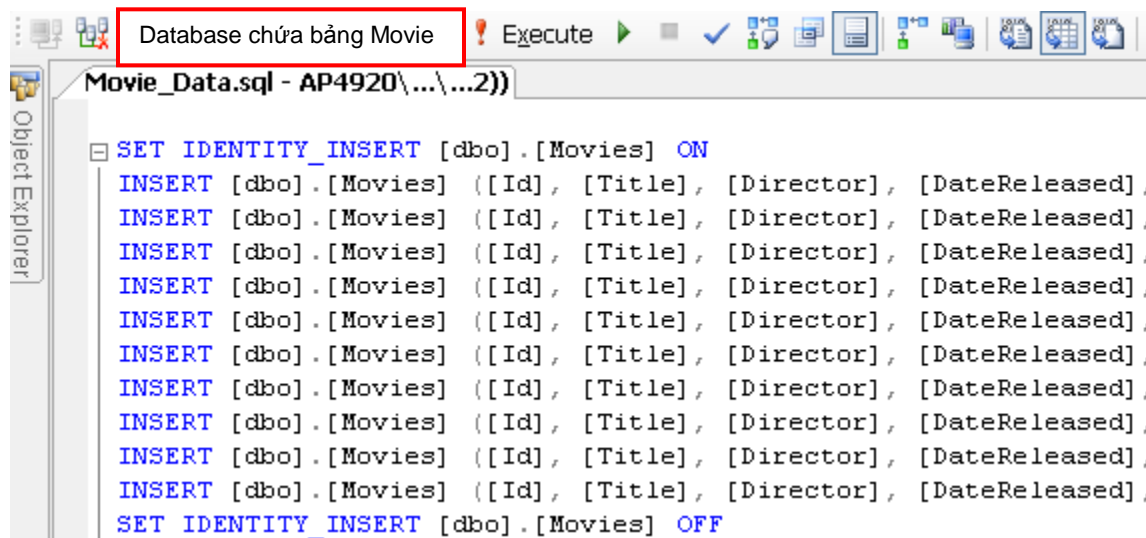 Database chứa bảng Movie
Execute
Movie_Data.sql - AP4920\...\...2))
Object Explorer
SET IDENTITY_INSERT [dbo].[Movies] ON
INSERT [dbo].[Movies] ([Id], [Title], [Director], [DateReleased],
INSERT [dbo].[Movies] ([Id], [Title], [Director], [DateReleased],
INSERT [dbo].[Movies] ([Id], [Title], [Director], [DateReleased],
INSERT [dbo].[Movies] ([Id], [Title], [Director], [DateReleased],
INSERT [dbo].[Movies] ([Id], [Title], [Director], [DateReleased],
INSERT [dbo].[Movies] ([Id], [Title], [Director], [DateReleased],
INSERT [dbo].[Movies] ([Id], [Title], [Director], [DateReleased],
INSERT [dbo].[Movies] ([Id], [Title], [Director], [DateReleased],
INSERT [dbo].[Movies] ([Id], [Title], [Director], [DateReleased],
INSERT [dbo].[Movies] ([Id], [Title], [Director], [DateReleased],
SET IDENTITY_INSERT [dbo].[Movies] OFF